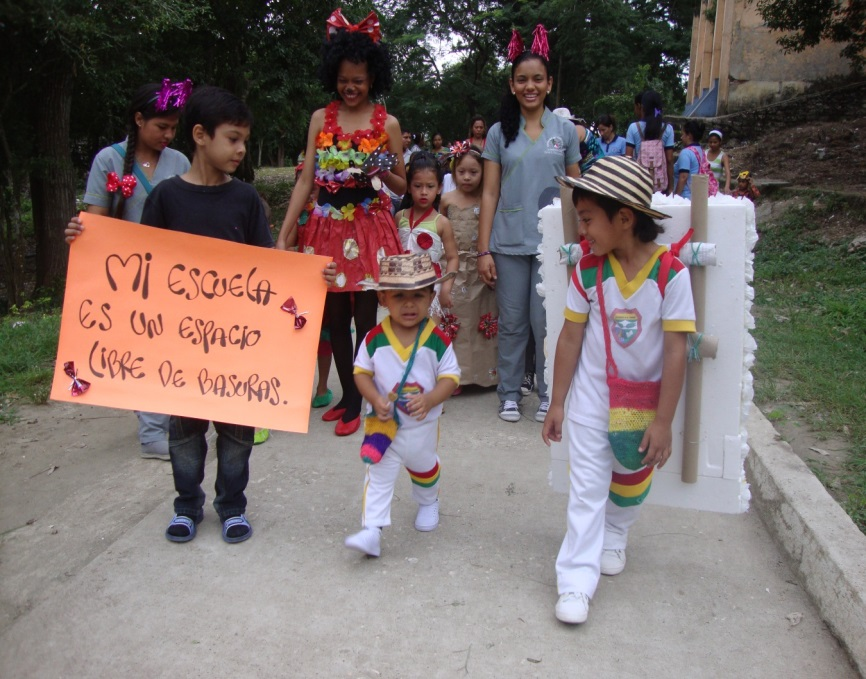 Mi ESCUELA
ES UN ESPACIO
LIBRE DE BASURAS.